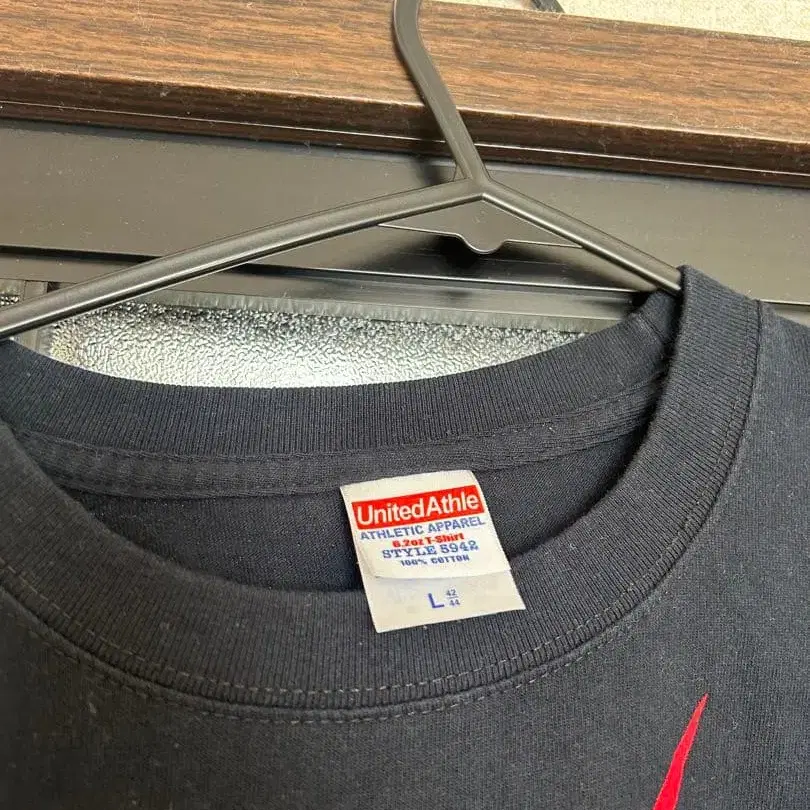 UnitedAthle
ATHLETIC APPAREL
6.2oz T-Shirt
STYLE 5942
100% COTTON
L 42/44